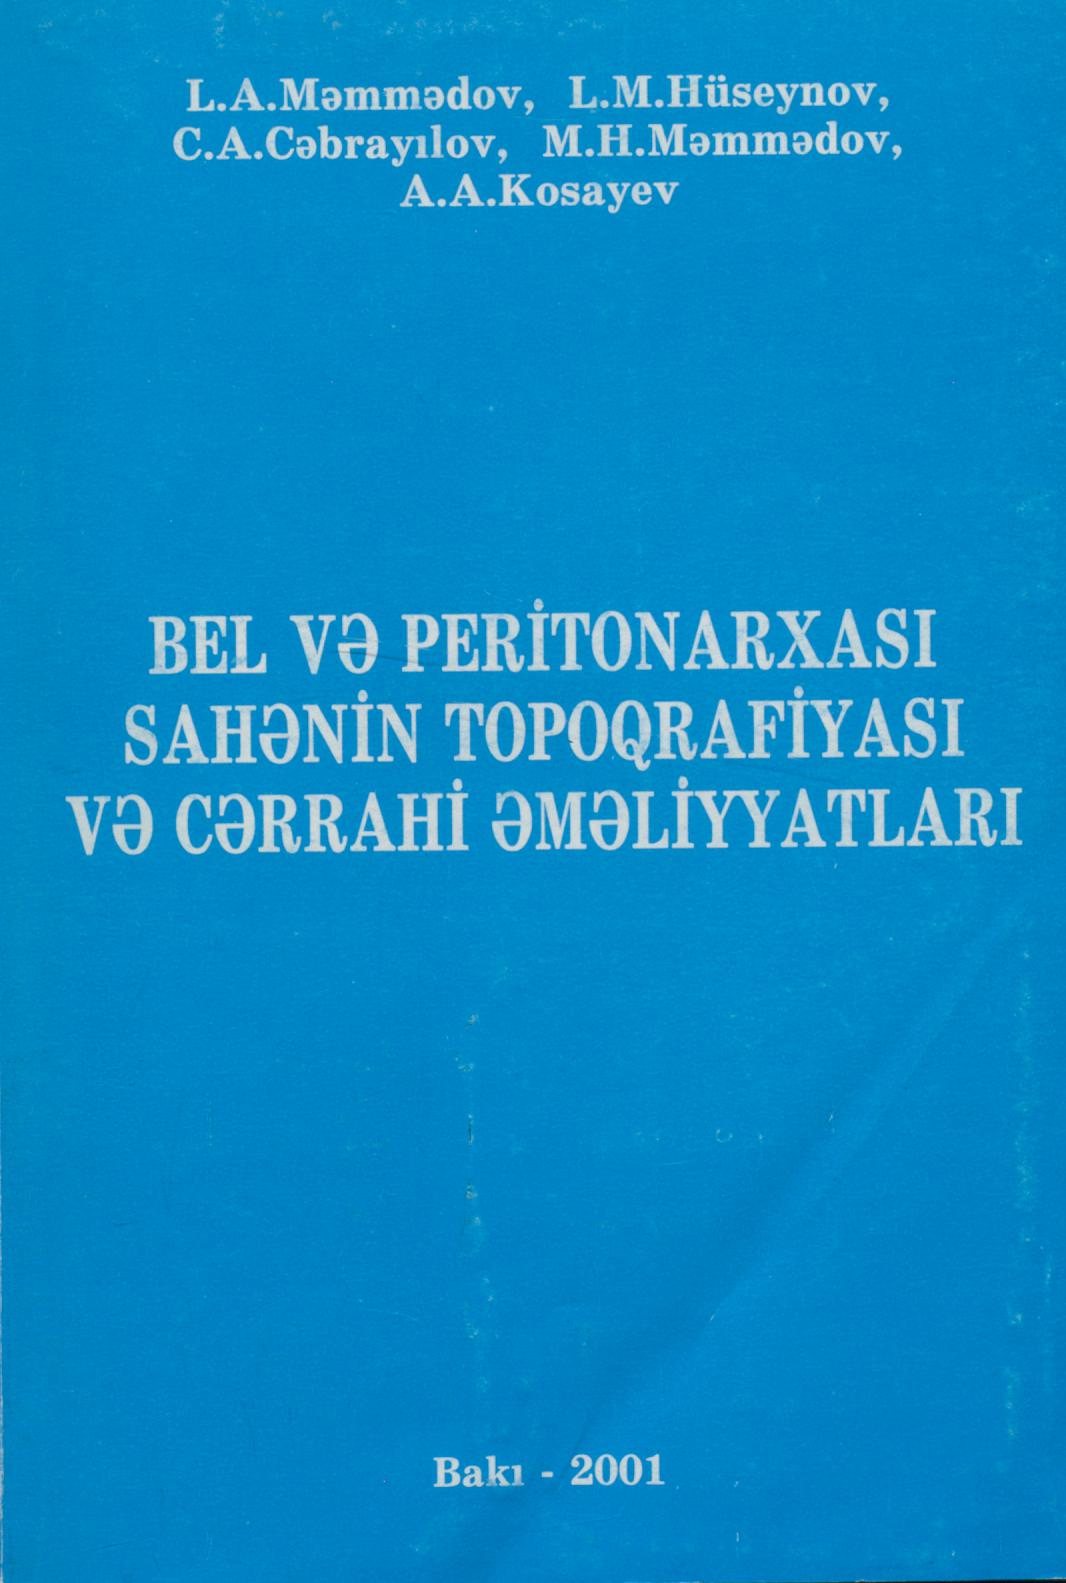 L.A.Məmmədov, L.M.Hüseynov,
C.A.Cəbrayılov, M.H.Məmmədov,
A.A.Kosayev
BEL VƏ PERİTONARXASI
SAHƏNİN TOPOQRAFİYASI
VƏ CƏRRAHİ ƏMƏLİYYATLARI
Bakı - 2001